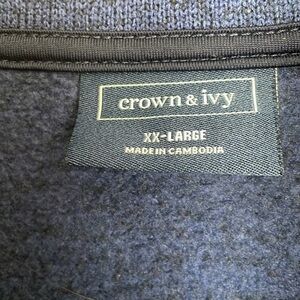 crown & ivy
XX-LARGE
MADE IN CAMBODIA